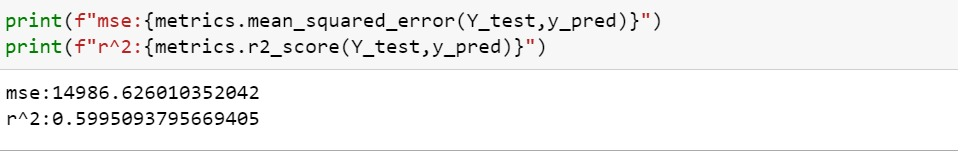 print(f"mse:{metrics.mean_squared_error(Y_test,y_pred)}")
print(f"r^2:{metrics.r2_score(Y_test,y_pred)}")
mse:14986.626010352042
r^2:0.5995093795669405